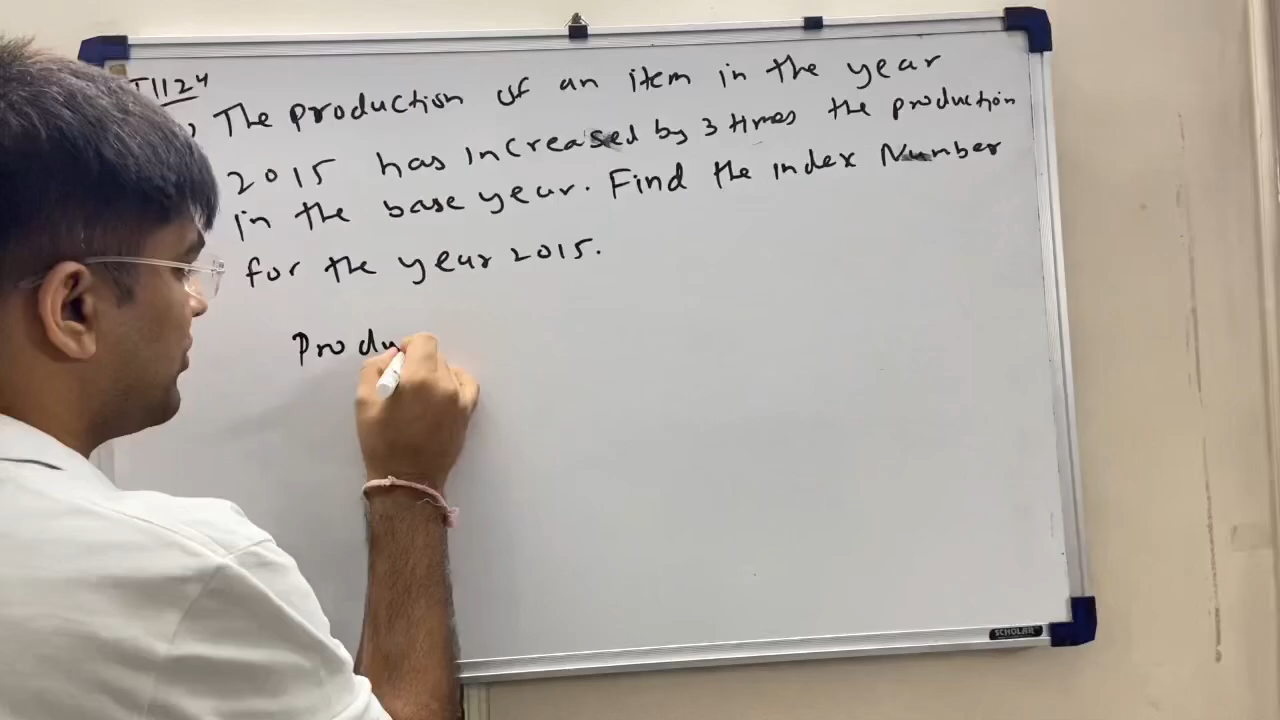 T1124
The production of an item in the year
2015 has increased by 3 times the production
in the base year. Find the index Number
for the year 2015.
Produ
SCHOLAR